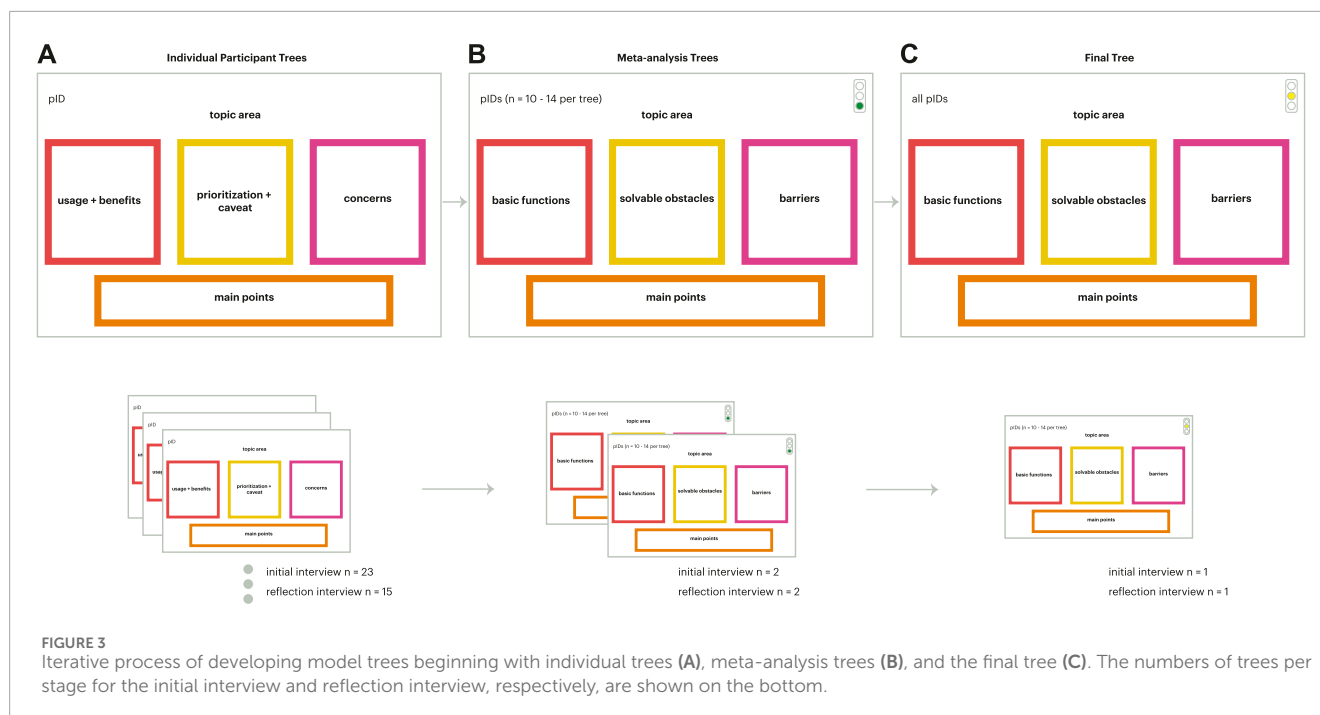 A
Individual Participant Trees
pID
topic area
usage + benefits
prioritization +
caveat
concerns
main points
B
Meta-analysis Trees
pIDs (n = 10 - 14 per tree)
topic area
basic functions
solvable obstacles
barriers
main points
C
Final Tree
all pIDs
topic area
basic functions
solvable obstacles
barriers
main points
pID
pID
pID
topic area
usage + benefits
prioritization +
caveat
concerns
main points
initial interview n = 23
reflection interview n = 15
pIDs (n = 10 - 14 per tree)
topic area
basic functions
pIDs (n = 10 - 14 per tree)
topic area
basic functions
solvable obstacles
barriers
main points
initial interview n = 2
reflection interview n = 2
pIDs (n = 10 - 14 per tree)
topic area
basic functions
solvable obstacles
barriers
main points
initial interview n = 1
reflection interview n = 1
FIGURE 3
Iterative process of developing model trees beginning with individual trees (A), meta-analysis trees (B), and the final tree (C). The numbers of trees per
stage for the initial interview and reflection interview, respectively, are shown on the bottom.